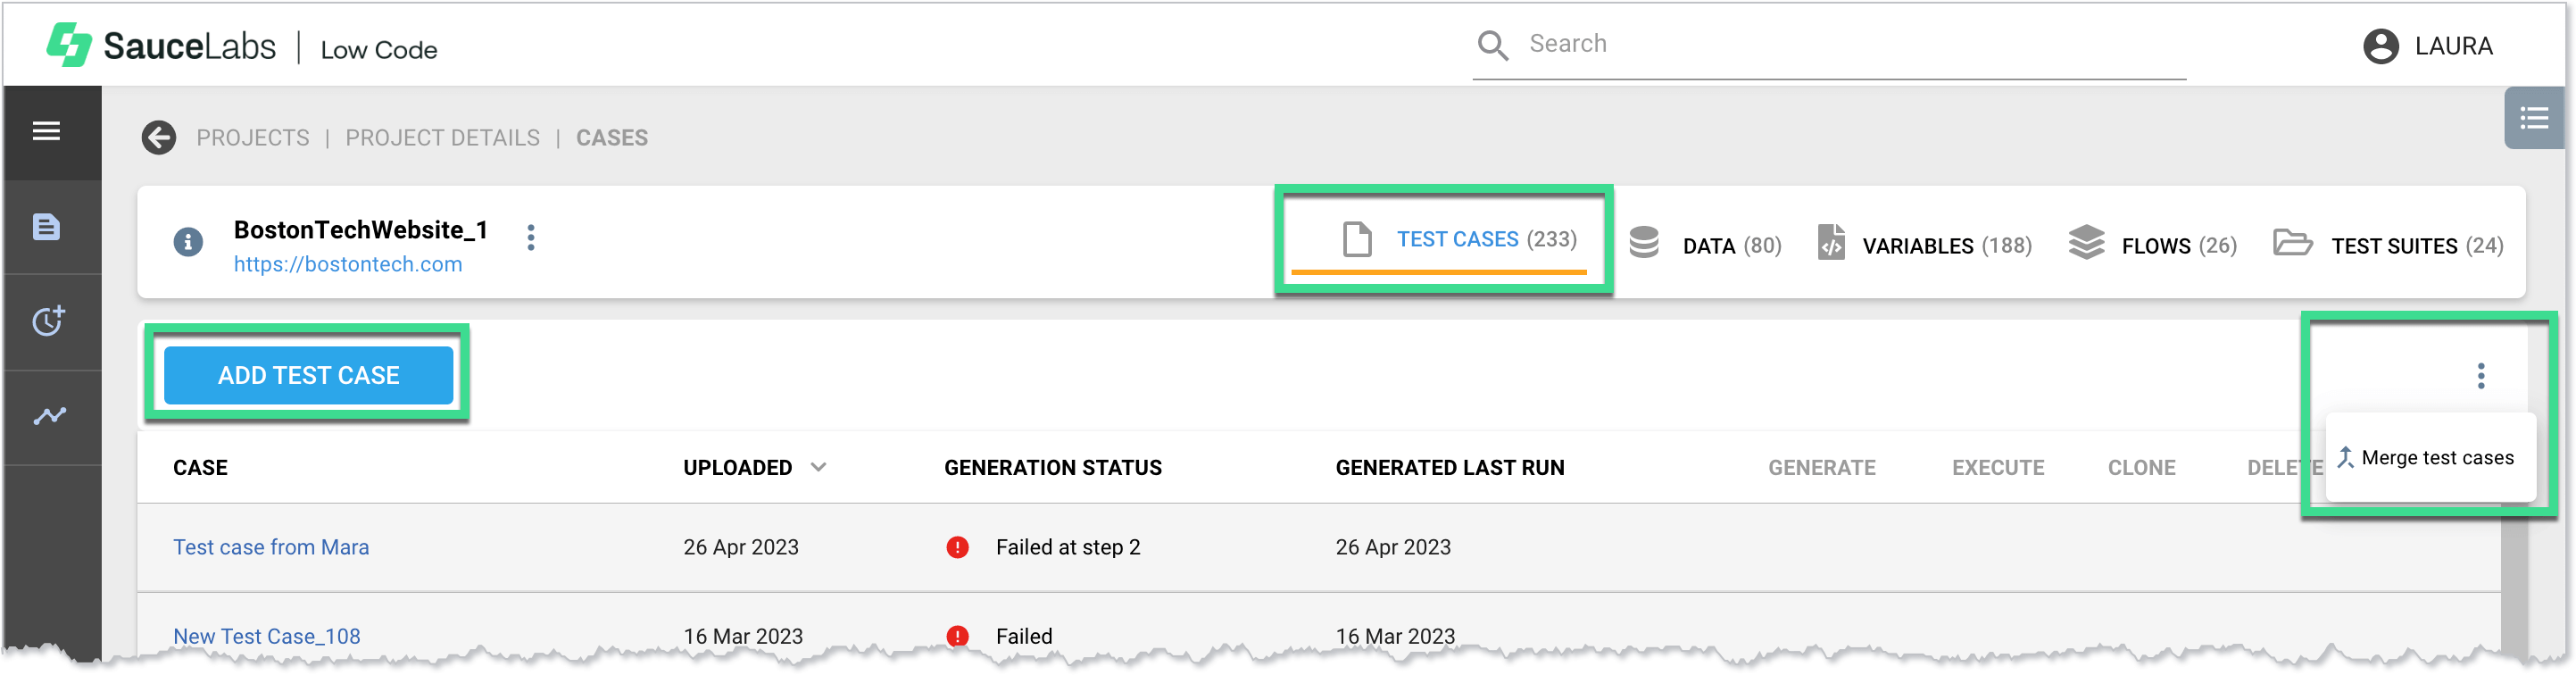 SauceLabs | Low Code
Search
LAURA
PROJECTS | PROJECT DETAILS | CASES
BostonTechWebsite_1
https://bostontech.com
TEST CASES (233)
DATA (80)
VARIABLES (188)
FLOWS (26)
TEST SUITES (24)
ADD TEST CASE
Merge test cases
CASE UPLOADED GENERATION STATUS GENERATED LAST RUN GENERATE EXECUTE CLONE DELETE
Test case from Mara 26 Apr 2023 Failed at step 2 26 Apr 2023
New Test Case_108 16 Mar 2023 Failed 16 Mar 2023